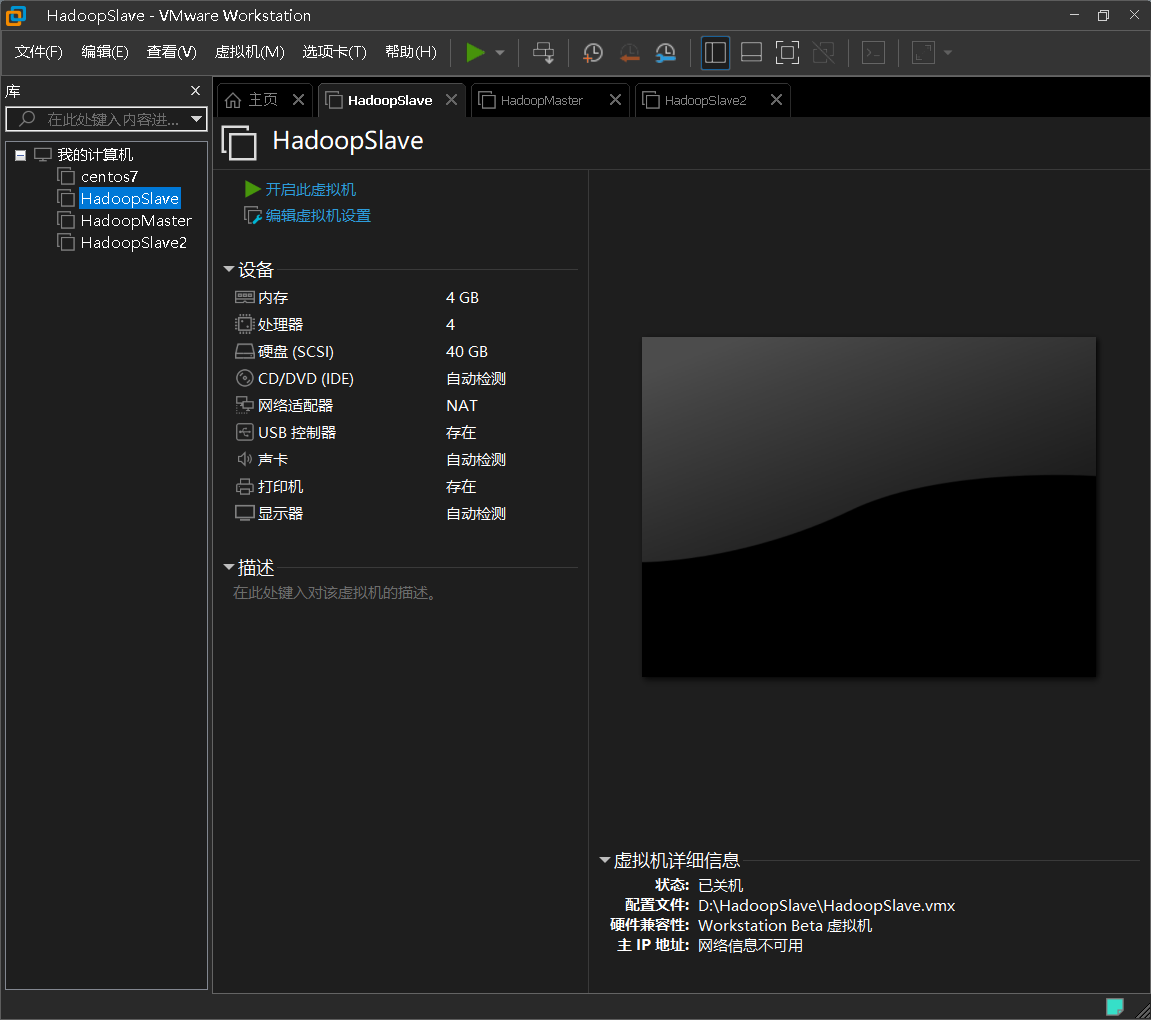 HadoopSlave - VMware Workstation
文件(F) 编辑(E) 查看(V) 虚拟机(M) 选项卡(T) 帮助(H)
库
在此处键入内容进...
我的计算机
centos7
HadoopSlave
HadoopMaster
HadoopSlave2
主页 HadoopSlave HadoopMaster HadoopSlave2
HadoopSlave
开启此虚拟机
编辑虚拟机设置
设备
内存 4 GB
处理器 4
硬盘 (SCSI) 40 GB
CD/DVD (IDE) 自动检测
网络适配器 NAT
USB 控制器 存在
声卡 自动检测
打印机 存在
显示器 自动检测
描述
在此处键入对该虚拟机的描述。
虚拟机详细信息
状态: 已关机
配置文件: D:\HadoopSlave\HadoopSlave.vmx
硬件兼容性: Workstation Beta 虚拟机
主 IP 地址: 网络信息不可用